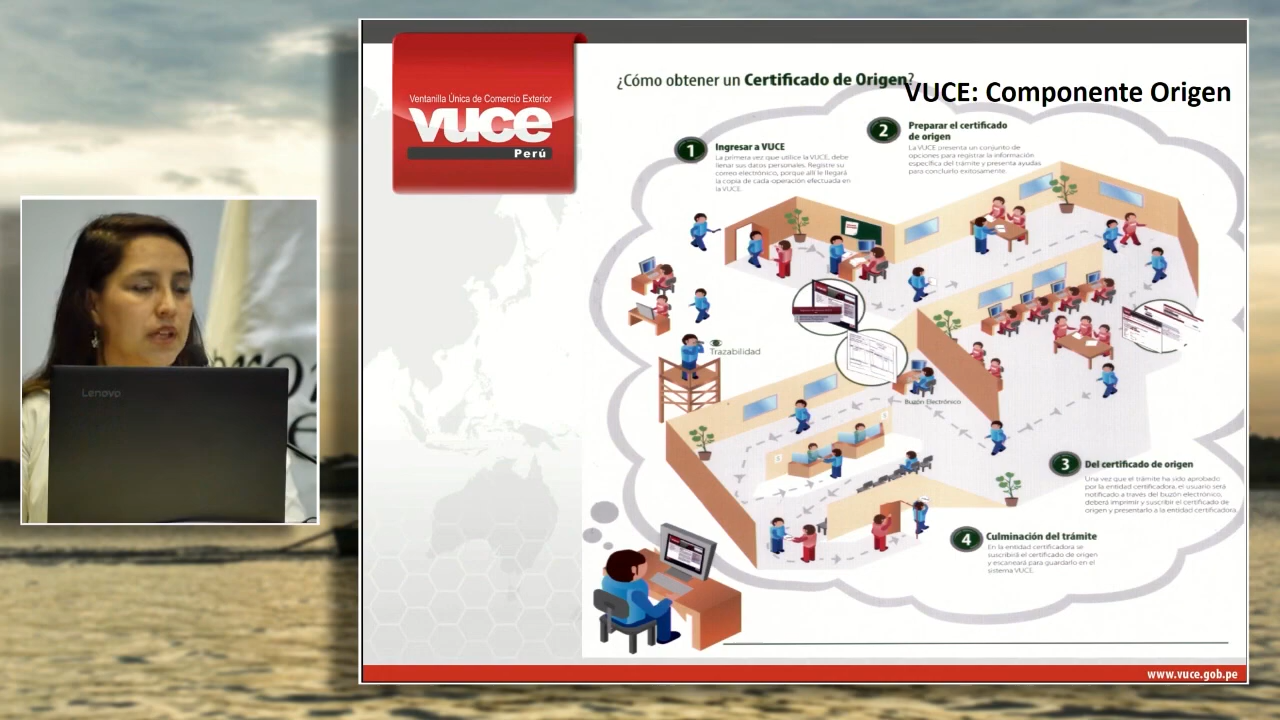 Ventanilla Única de Comercio Exterior
vuce
Perú
¿Cómo obtener un Certificado de Origen?
VUCE: Componente Origen
1
Ingresar a VUCE
La primera vez que utilice la VUCE, debe
llenar sus datos personales. Registre su
correo electrónico, porque allí le llegará
la copia de cada operación efectuada en
la VUCE.
2
Preparar el certificado
de origen
La VUCE presenta un conjunto de
opciones para registrar la información
específica del trámite y presenta ayudas
para concluirlo exitosamente.
Trazabilidad
Buzón Electrónico
3
Del certificado de origen
Una vez que el trámite ha sido aprobado
por la entidad certificadora, el usuario será
notificado a través del buzón electrónico,
deberá imprimir y suscribir el certificado de
origen y presentarlo a la entidad certificadora
4
Culminación del trámite
En la entidad certificadora se
suscribirá el certificado de origen
y escaneará para guardarlo en el
sistema VUCE.
Lenovo
www.vuce.gob.pe